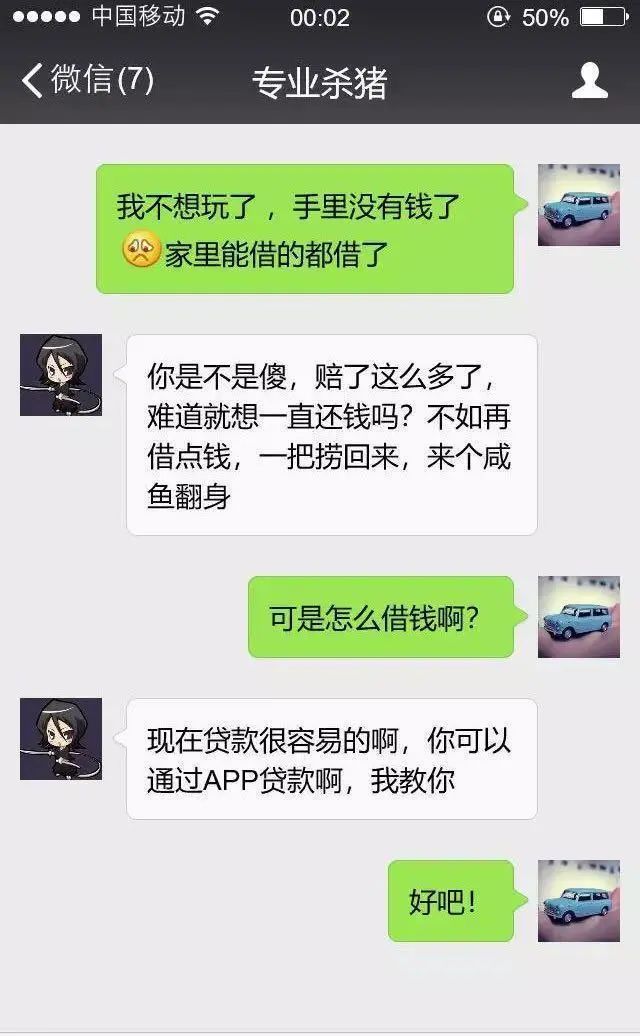 中国移动 00:02 50%
微信(7) 专业杀猪
我不想玩了，手里没有钱了
家里能借的都借了
你是不是傻，赔了这么多了，
难道就想一直还钱吗？不如再
借点钱，一把捞回来，来个咸
鱼翻身
可是怎么借钱啊？
现在贷款很容易的啊，你可以
通过APP贷款啊，我教你
好吧！